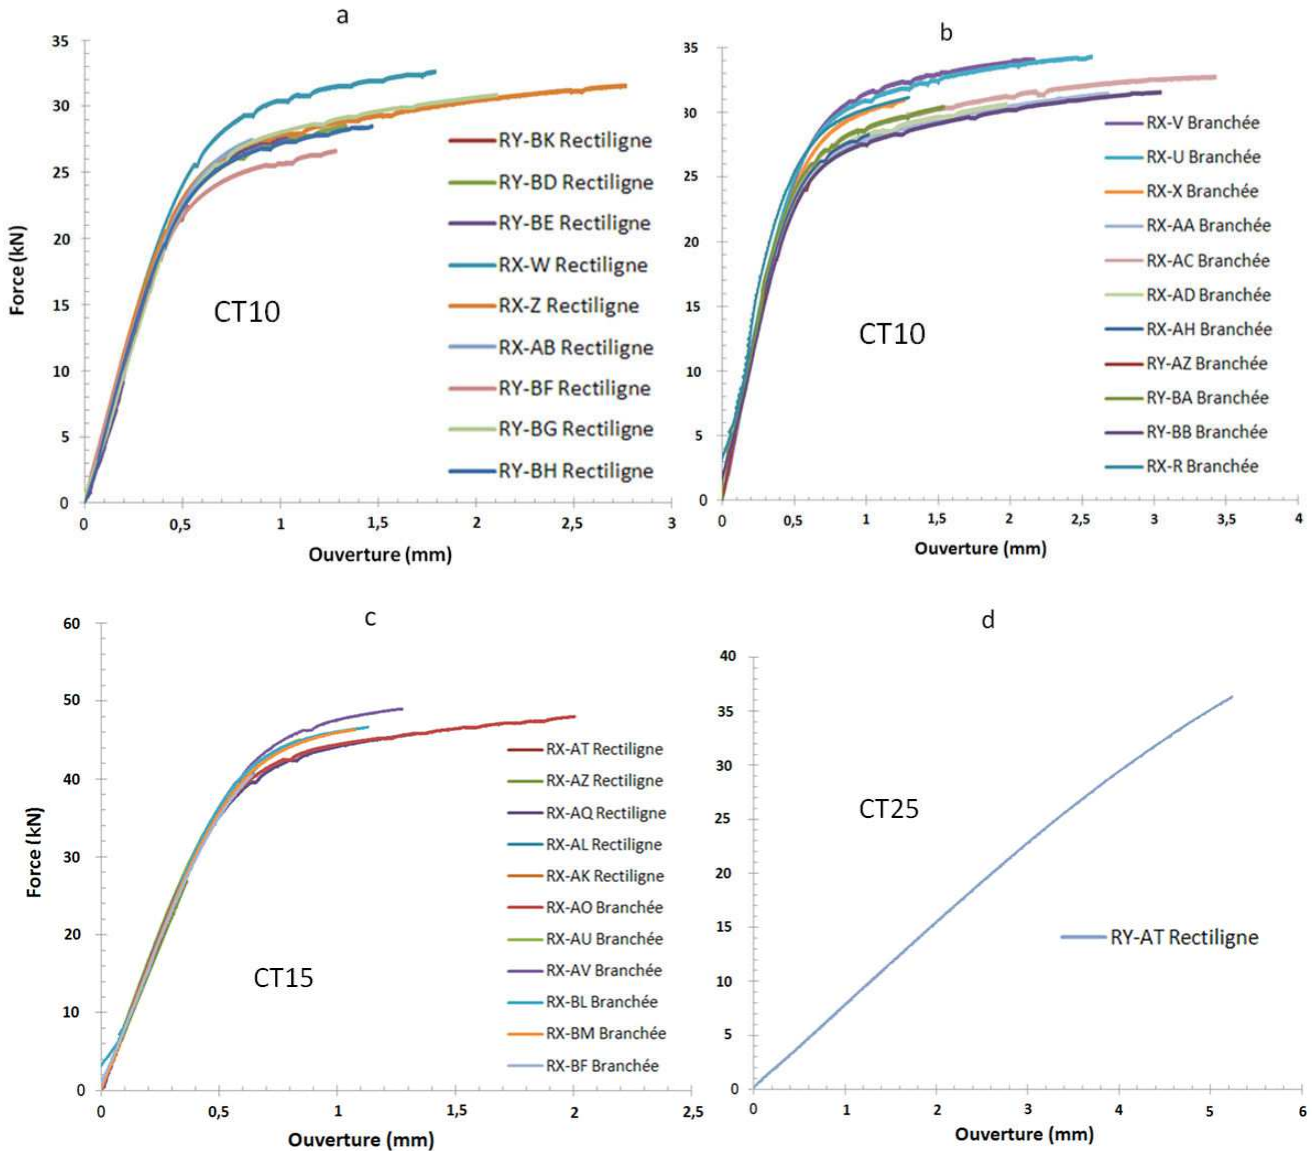 a
35
30
25
20
15
10
5
0
0
0,5
1
1,5
2
2,5
3
Force (kN)
Ouverture (mm)
CT10
RY-BK Rectiligne
RY-BD Rectiligne
RY-BE Rectiligne
RX-W Rectiligne
RX-Z Rectiligne
RX-AB Rectiligne
RY-BF Rectiligne
RY-BG Rectiligne
RY-BH Rectiligne
b
35
30
25
20
15
10
5
0
0
0,5
1
1,5
2
2,5
3
3,5
4
Ouverture (mm)
CT10
RX-V Branchée
RX-U Branchée
RX-X Branchée
RX-AA Branchée
RX-AC Branchée
RX-AD Branchée
RX-AH Branchée
RY-AZ Branchée
RY-BA Branchée
RY-BB Branchée
RX-R Branchée
c
60
50
40
30
20
10
0
0
0,5
1
1,5
2
2,5
Force (kN)
Ouverture (mm)
CT15
RX-AT Rectiligne
RX-AZ Rectiligne
RX-AQ Rectiligne
RX-AL Rectiligne
RX-AK Rectiligne
RX-AO Branchée
RX-AU Branchée
RX-AV Branchée
RX-BL Branchée
RX-BM Branchée
RX-BF Branchée
d
40
35
30
25
20
15
10
5
0
0
1
2
3
4
5
6
Ouverture (mm)
CT25
RY-AT Rectiligne